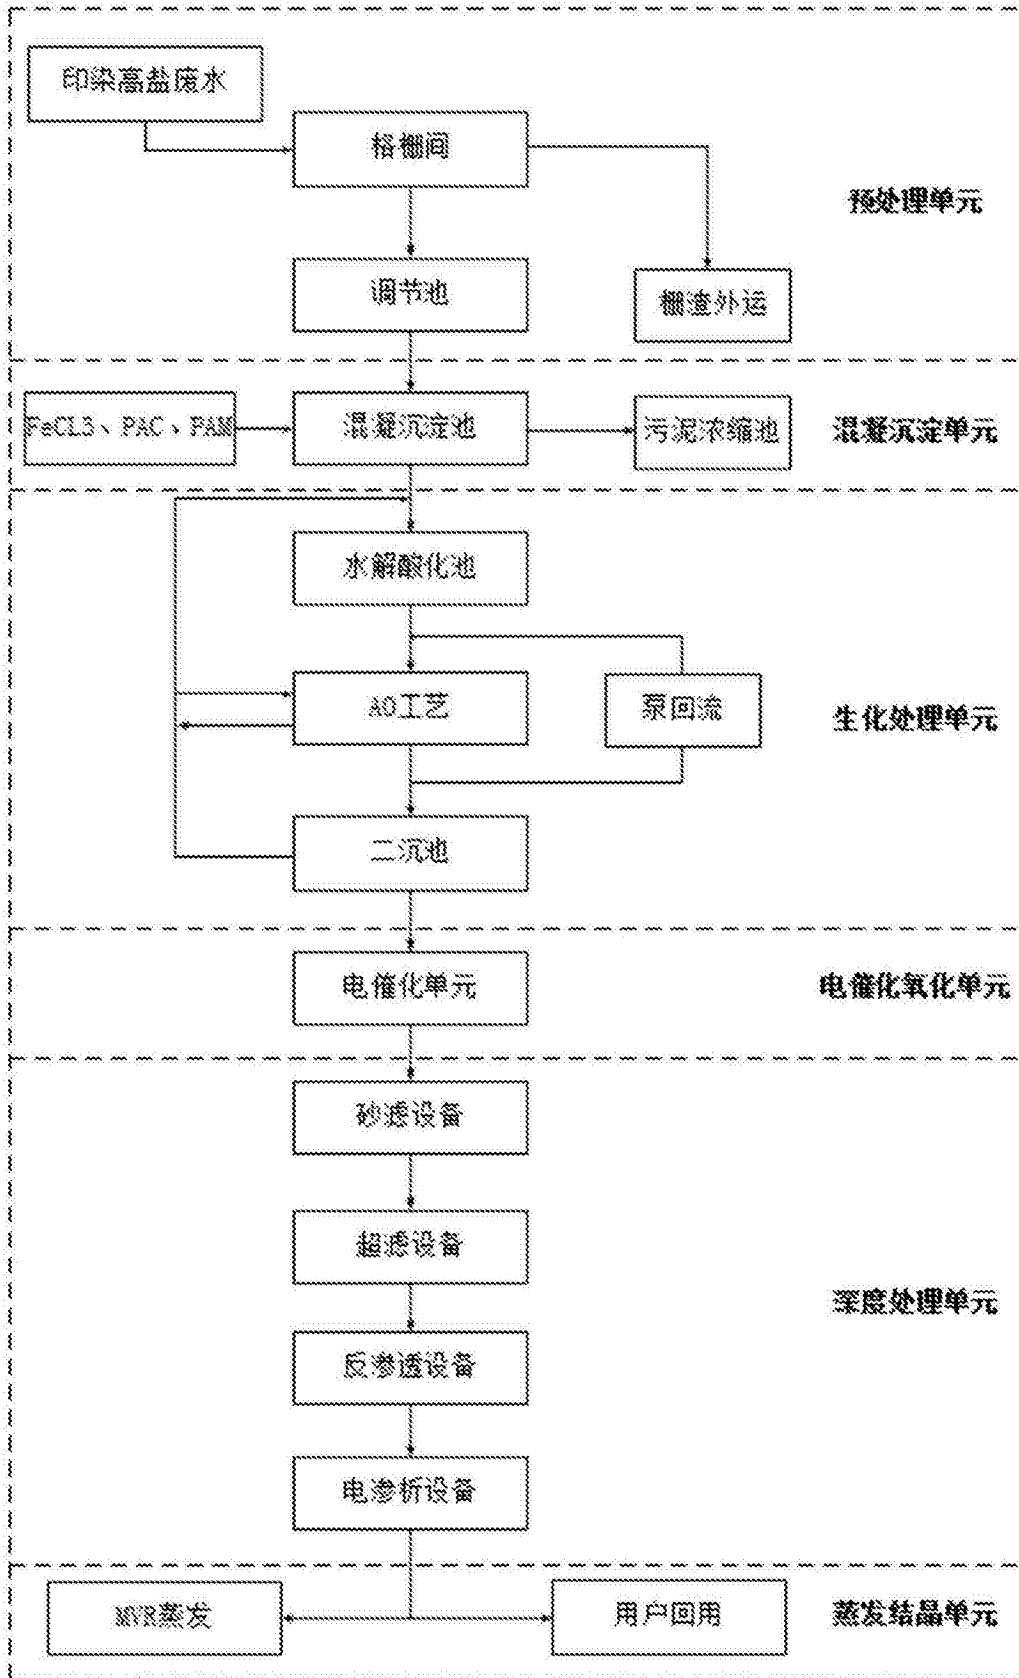 印染高盐废水
格栅间
预处理单元
调节池
栅渣外运
FeCL3、PAC、PAM
混凝沉淀池
污泥浓缩池
混凝沉淀单元
水解酸化池
AO工艺
泵回流
生化处理单元
二沉池
电催化单元
电催化氧化单元
砂滤设备
超滤设备
深度处理单元
反渗透设备
电渗析设备
MVR蒸发
用户回用
蒸发结晶单元